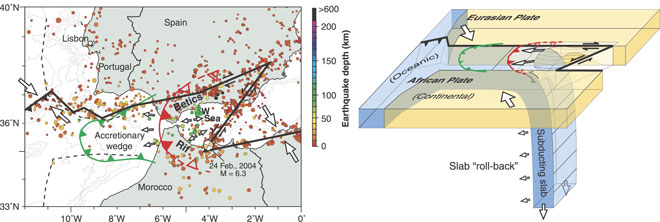 40°N
36°N
33°N
10°W
8°W
6°W
4°W
2°W
0°
Spain
Lisbon
Portugal
Betics
W
Sea
Accretionary
wedge
Rif
24 Feb., 2004
M = 6.3
Morocco
>600
200
150
100
50
0
Earthquake depth (km)
Eurasian Plate
(Oceanic)
African Plate
(Continental)
Slab “roll-back”
Subducting slab